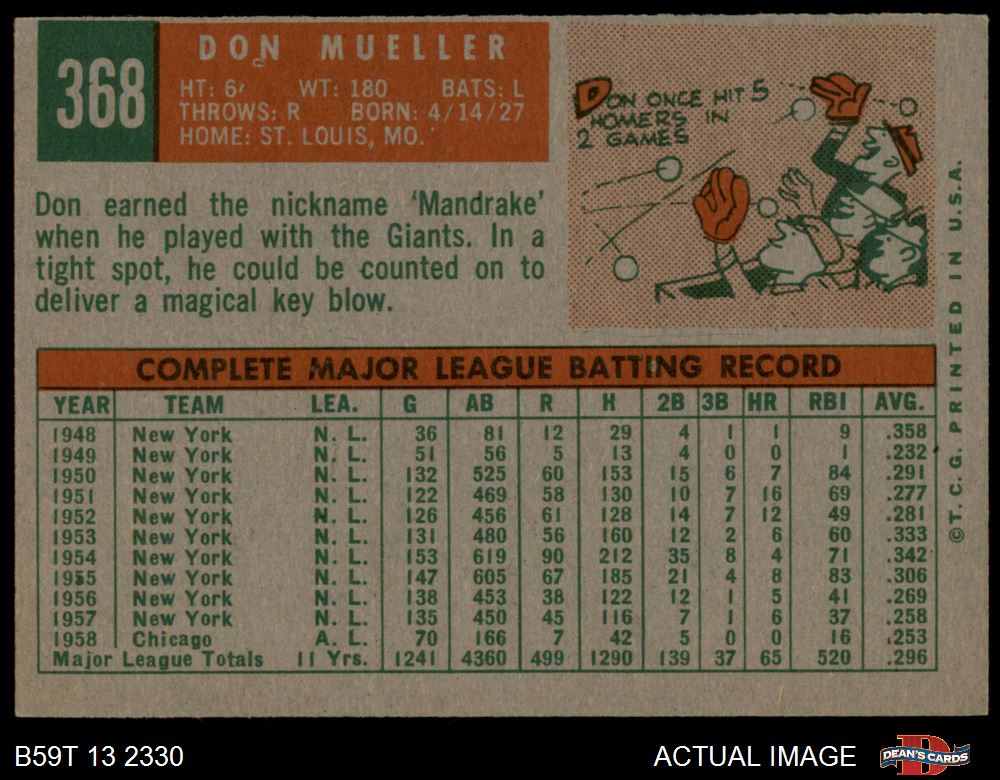 368
DON MUELLER
HT: 6' WT: 180 BATS: L
THROWS: R BORN: 4/14/27
HOME: ST. LOUIS, MO.
DON ONCE HIT 5
HOMERS IN
2 GAMES
Don earned the nickname 'Mandrake'
when he played with the Giants. In a
tight spot, he could be counted on to
deliver a magical key blow.
COMPLETE MAJOR LEAGUE BATTING RECORD
YEAR TEAM LEA. G AB R H 2B 3B HR RBI AVG.
1948 New York N. L. 36 81 12 29 4 1 1 9 .358
1949 New York N. L. 51 56 5 13 4 0 0 1 .232
1950 New York N. L. 132 525 60 153 15 6 7 84 .291
1951 New York N. L. 122 469 58 130 10 7 16 69 .277
1952 New York N. L. 126 456 61 128 14 7 12 49 .281
1953 New York N. L. 131 480 56 160 12 2 6 60 .333
1954 New York N. L. 153 619 90 212 35 8 4 71 .342
1955 New York N. L. 147 605 67 185 21 4 8 83 .306
1956 New York N. L. 138 453 38 122 12 1 5 41 .269
1957 New York N. L. 135 450 45 116 7 1 6 37 .258
1958 Chicago A. L. 70 166 7 42 5 0 0 16 .253
Major League Totals 11 Yrs. 1241 4360 499 1290 139 37 65 520 .296
© T. C. G. PRINTED IN U.S.A.
B59T 13 2330
ACTUAL IMAGE
DEAN'S CARDS